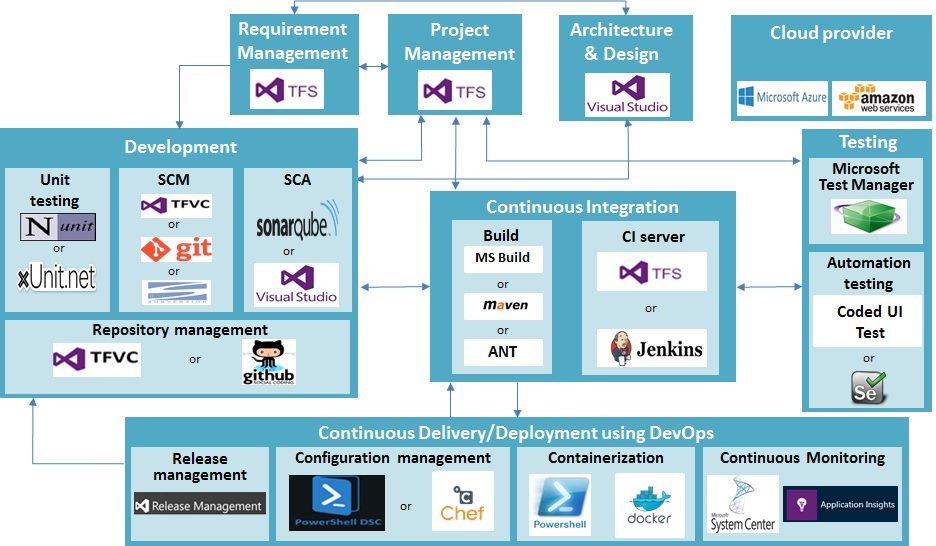 Requirement
Management
TFS
Project
Management
TFS
Architecture
& Design
Visual Studio
Cloud provider
Microsoft Azure
amazon
web services
Development
Unit
testing
N unit
or
xUnit.net
SCM
TFVC
or
git
or
SCA
sonarqube
or
Visual Studio
Repository management
TFVC
or
github
SOCIAL CODING
Continuous Integration
Build
MS Build
or
maven
or
ANT
CI server
TFS
or
Jenkins
Testing
Microsoft
Test Manager
Automation
testing
Coded UI
Test
or
Se
Continuous Delivery/Deployment using DevOps
Release
management
Release Management
Configuration management
PowerShell DSC
or
Chef
Containerization
Powershell
docker
Continuous Monitoring
Microsoft
System Center
Application Insights